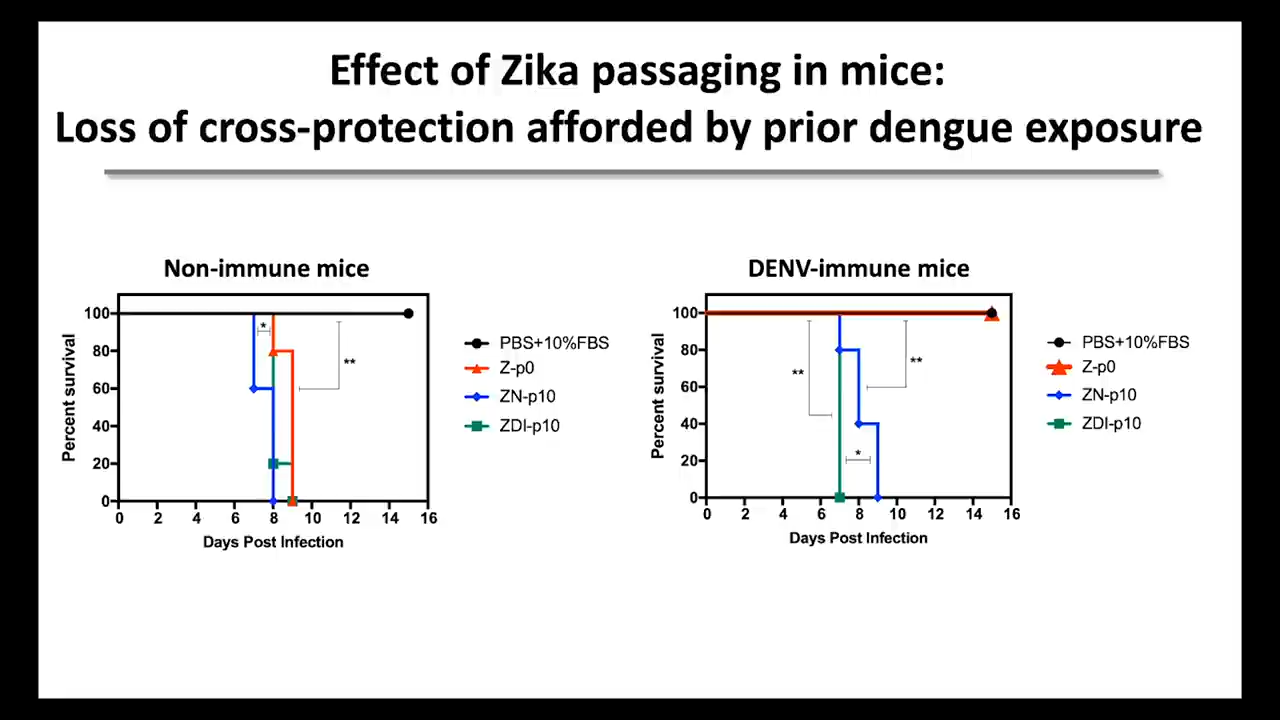 Effect of Zika passaging in mice:
Loss of cross-protection afforded by prior dengue exposure
Non-immune mice
Percent survival
100
80
60
40
20
0
*
**
0 2 4 6 8 10 12 14 16
Days Post Infection
PBS+10%FBS
Z-p0
ZN-p10
ZDI-p10
DENV-immune mice
Percent survival
100
80
60
40
20
0
**
**
*
0 2 4 6 8 10 12 14 16
Days Post Infection
PBS+10%FBS
Z-p0
ZN-p10
ZDI-p10